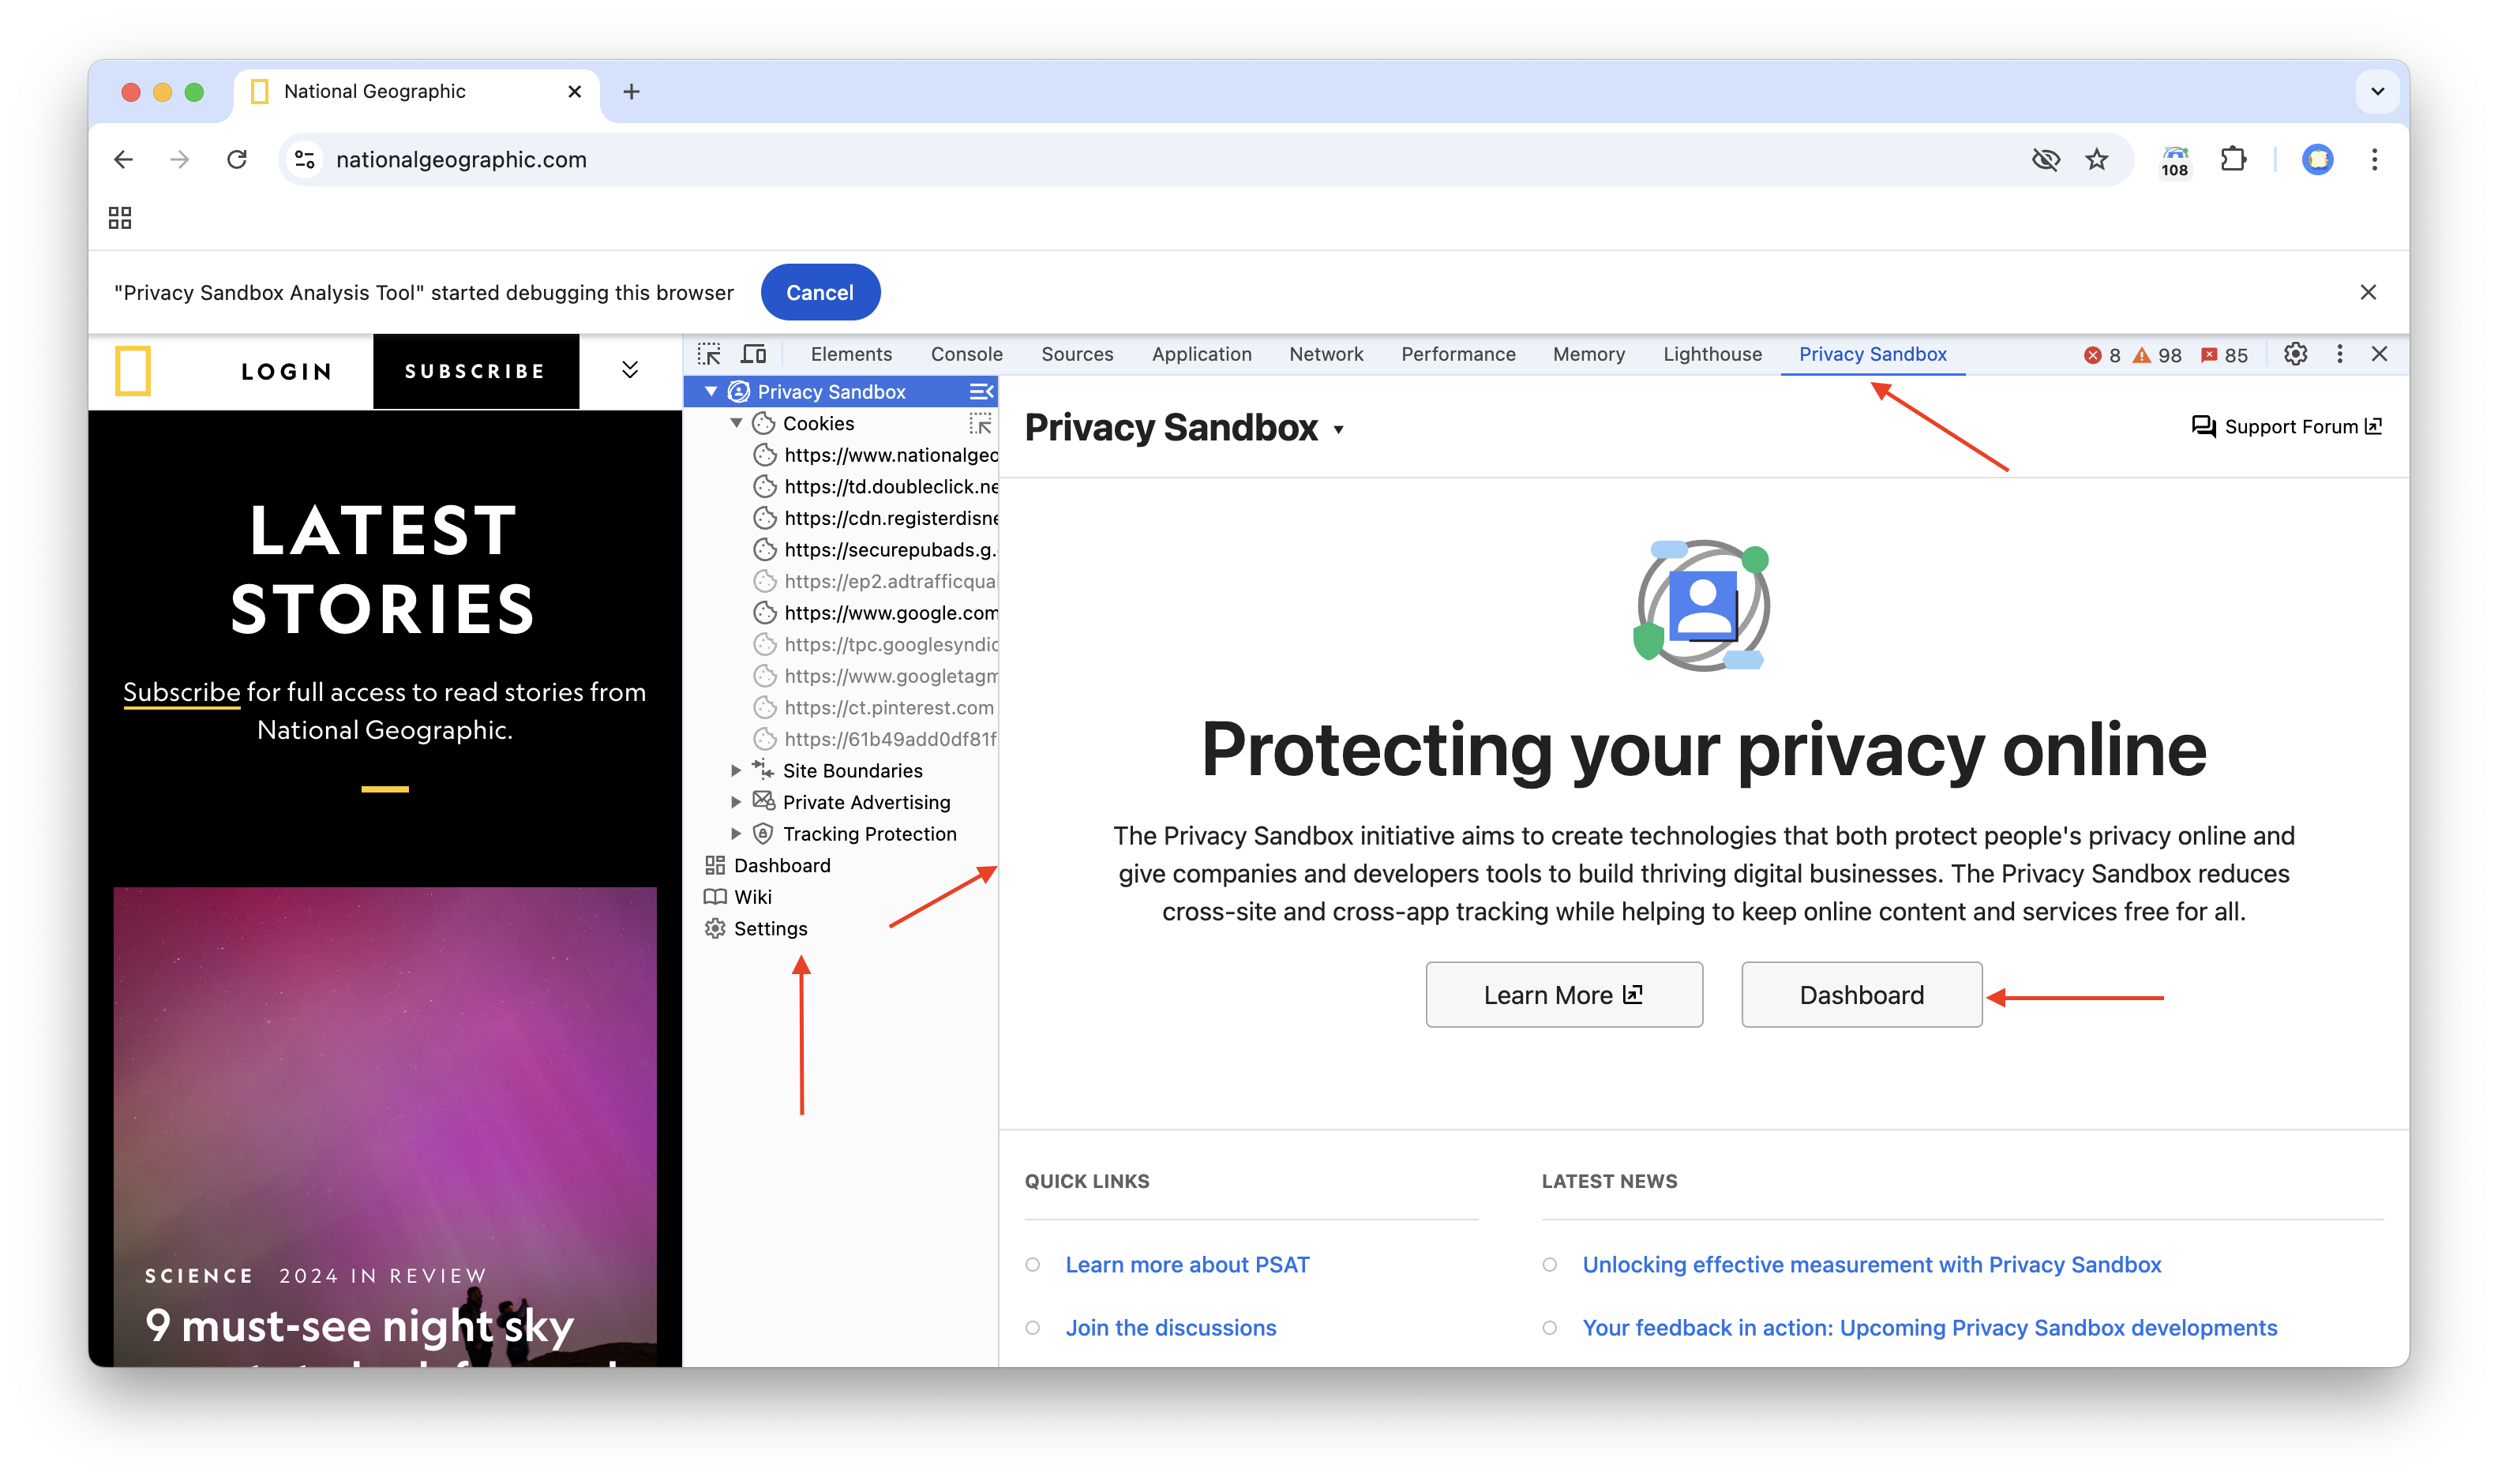 National Geographic
nationalgeographic.com
108
"Privacy Sandbox Analysis Tool" started debugging this browser
Cancel
LOGIN
SUBSCRIBE
Elements
Console
Sources
Application
Network
Performance
Memory
Lighthouse
Privacy Sandbox
8
98
85
LATEST
STORIES
Subscribe for full access to read stories from
National Geographic.
SCIENCE 2024 IN REVIEW
9 must-see night sky
Privacy Sandbox
Cookies
https://www.nationalgeo
https://td.doubleclick.ne
https://cdn.registerdisne
https://securepubads.g.
https://ep2.adtrafficqual
https://www.google.com
https://tpc.googlesyndic
https://www.googletagm
https://ct.pinterest.com
https://61b49add0df81f
Site Boundaries
Private Advertising
Tracking Protection
Dashboard
Wiki
Settings
Privacy Sandbox
Support Forum
Protecting your privacy online
The Privacy Sandbox initiative aims to create technologies that both protect people's privacy online and
give companies and developers tools to build thriving digital businesses. The Privacy Sandbox reduces
cross-site and cross-app tracking while helping to keep online content and services free for all.
Learn More
Dashboard
QUICK LINKS
Learn more about PSAT
Join the discussions
LATEST NEWS
Unlocking effective measurement with Privacy Sandbox
Your feedback in action: Upcoming Privacy Sandbox developments